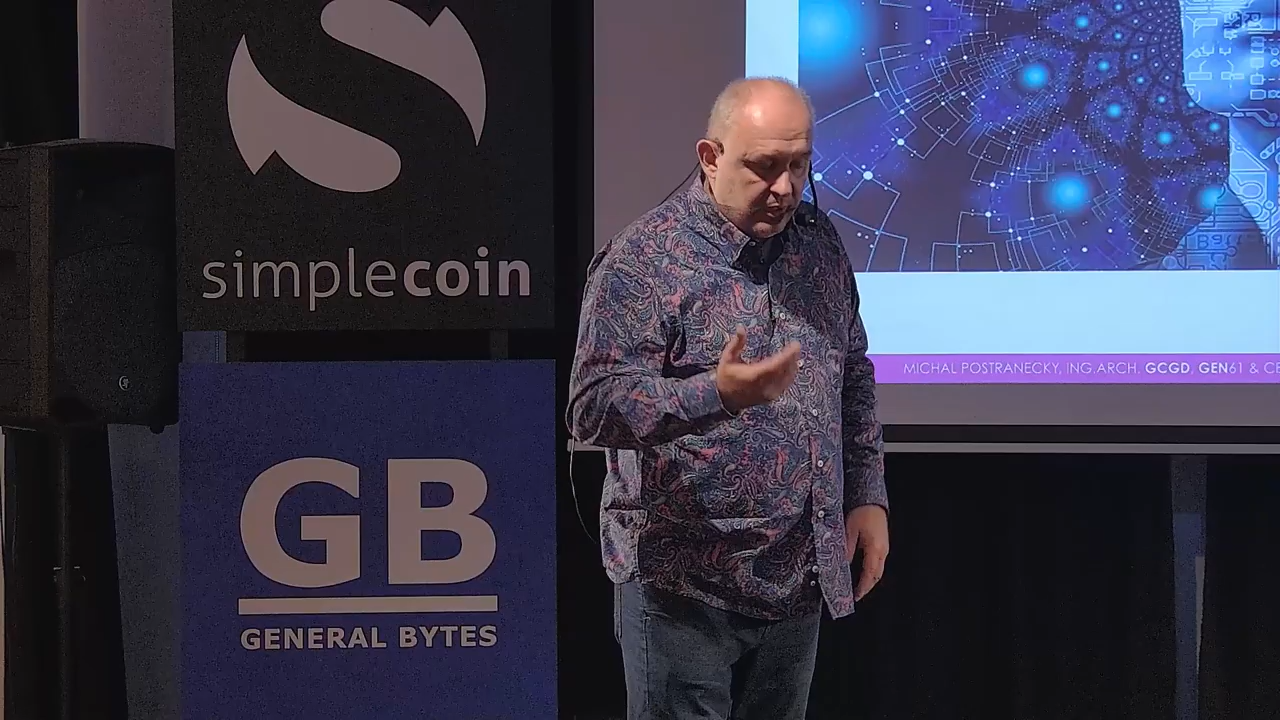 simplecoin
GB
GENERAL BYTES
MICHAL POSTRANECKY, ING.ARCH, GCGD, GEN61 & CE